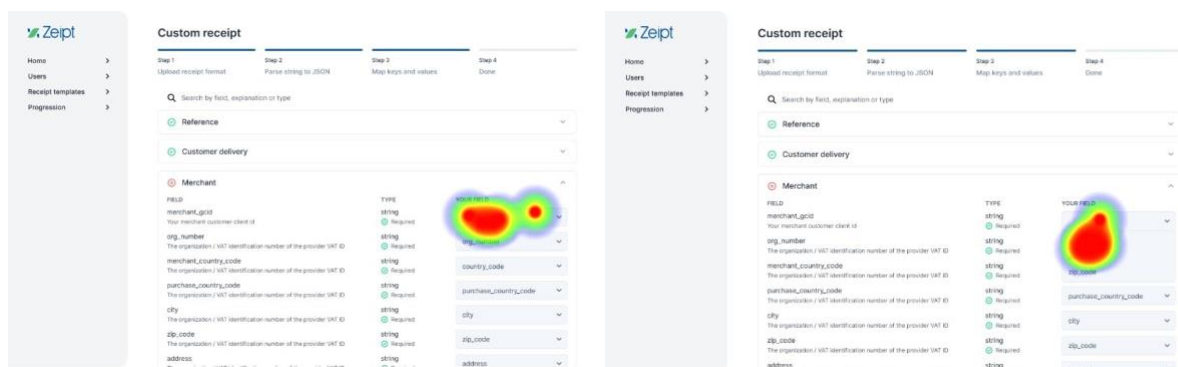 Zeipt
Home
Users
Receipt templates
Progression
Custom receipt
Step 1
Upload receipt format
Step 2
Parse string to JSON
Step 3
Map keys and values
Step 4
Done
Search by field, explanation or type
Reference
Customer delivery
Merchant
FIELD TYPE YOUR FIELD
merchant_gcid string
Your merchant customer client id Required
org_number string org_number
The organization / VAT identification number of the provider VAT ID Required
merchant_country_code string country_code
The organization / VAT identification number of the provider VAT ID Required
purchase_country_code string purchase_country_code
The organization / VAT identification number of the provider VAT ID Required
city string city
The organization / VAT identification number of the provider VAT ID Required
zip_code string zip_code
The organization / VAT identification number of the provider VAT ID Required
address string address
Zeipt
Home
Users
Receipt templates
Progression
Custom receipt
Step 1
Upload receipt format
Step 2
Parse string to JSON
Step 3
Map keys and values
Step 4
Done
Search by field, explanation or type
Reference
Customer delivery
Merchant
FIELD TYPE YOUR FIELD
merchant_gcid string
Your merchant customer client id Required
org_number string
The organization / VAT identification number of the provider VAT ID Required
merchant_country_code string zip_code
The organization / VAT identification number of the provider VAT ID Required
purchase_country_code string purchase_country_code
The organization / VAT identification number of the provider VAT ID Required
city string city
The organization / VAT identification number of the provider VAT ID Required
zip_code string zip_code
The organization / VAT identification number of the provider VAT ID Required
address string